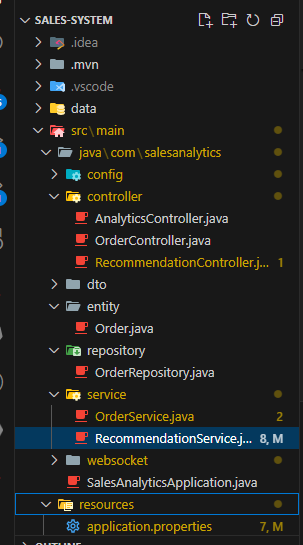 SALES-SYSTEM
.idea
.mvn
.vscode
data
src\main
java\com\salesanalytics
config
controller
AnalyticsController.java
OrderController.java
RecommendationController.j... 1
dto
entity
Order.java
repository
OrderRepository.java
service
OrderService.java 2
RecommendationService.j... 8, M
websocket
SalesAnalyticsApplication.java
resources
application.properties 7, M